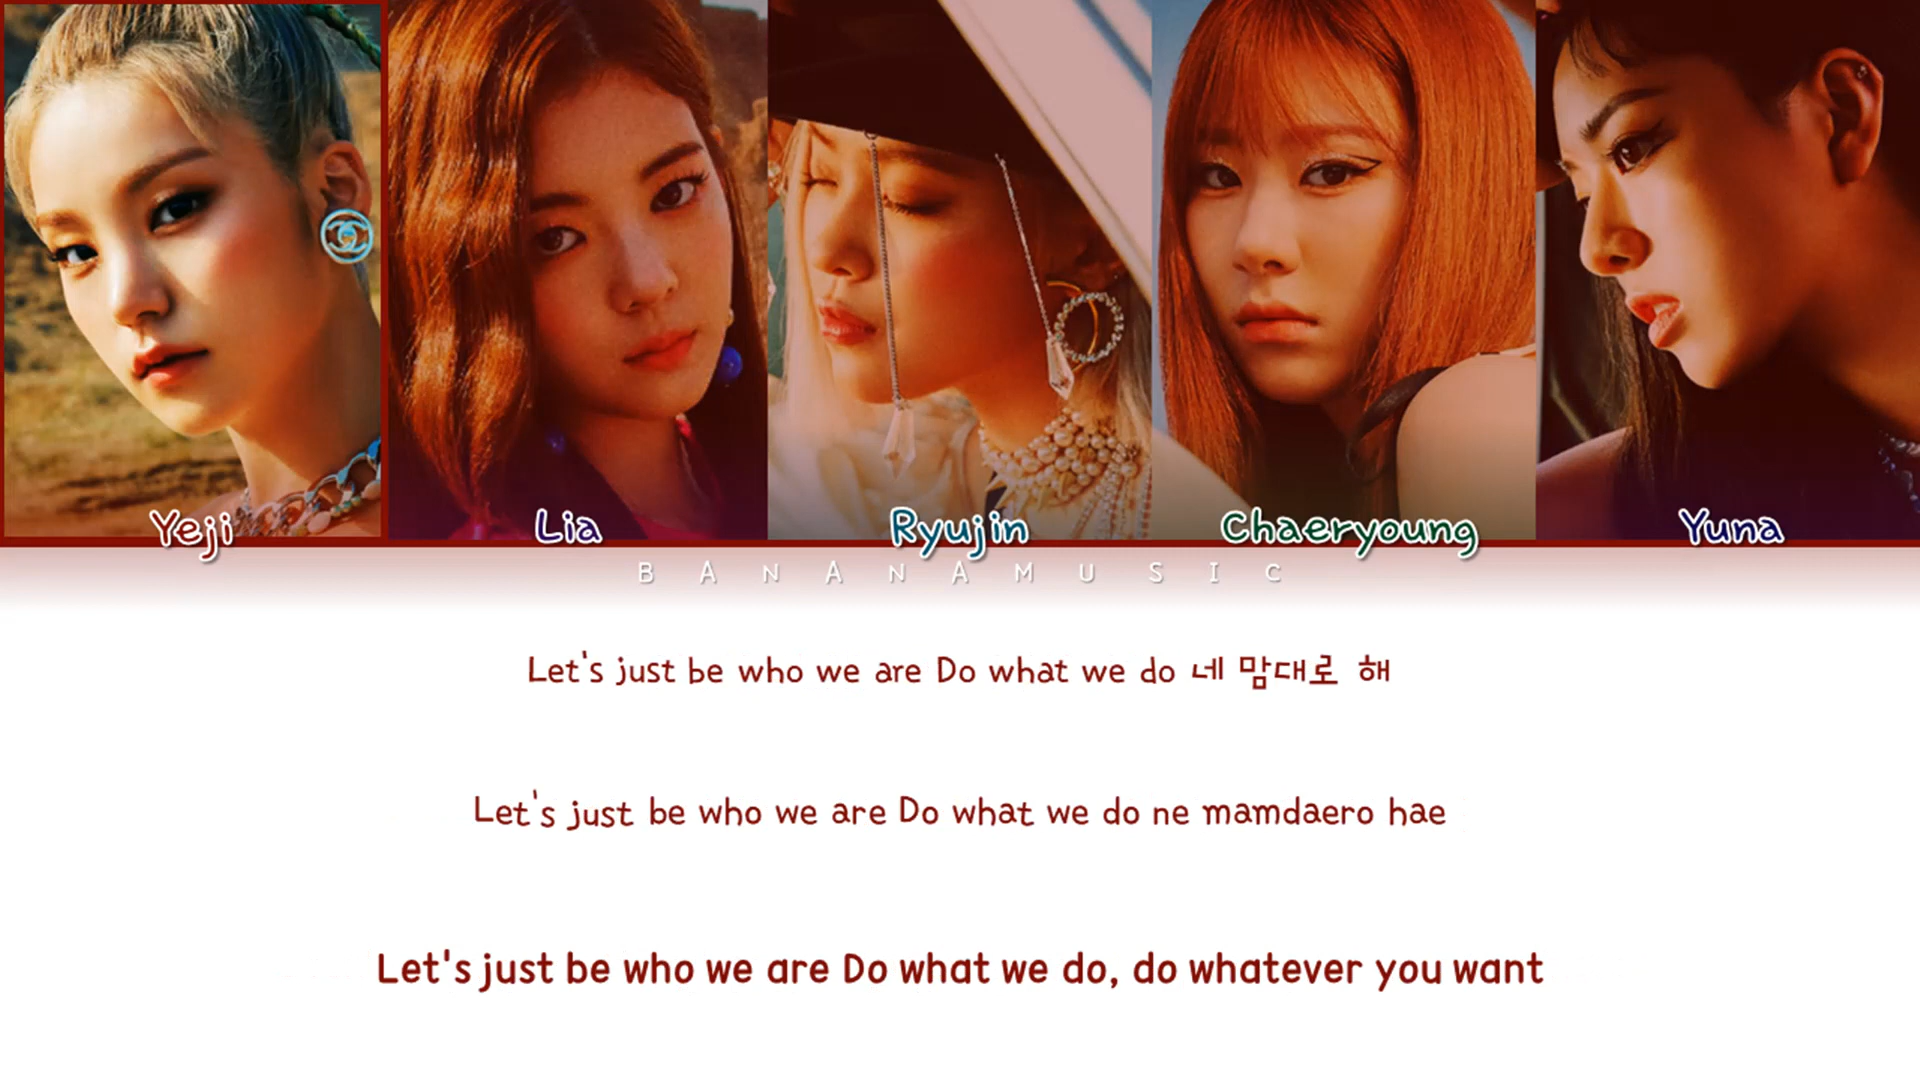 Yeji Lia Ryujin Chaeryoung Yuna
BANANAMUSIC
Let's just be who we are Do what we do 네 맘대로 해
Let's just be who we are Do what we do ne mamdaero hae
Let's just be who we are Do what we do, do whatever you want